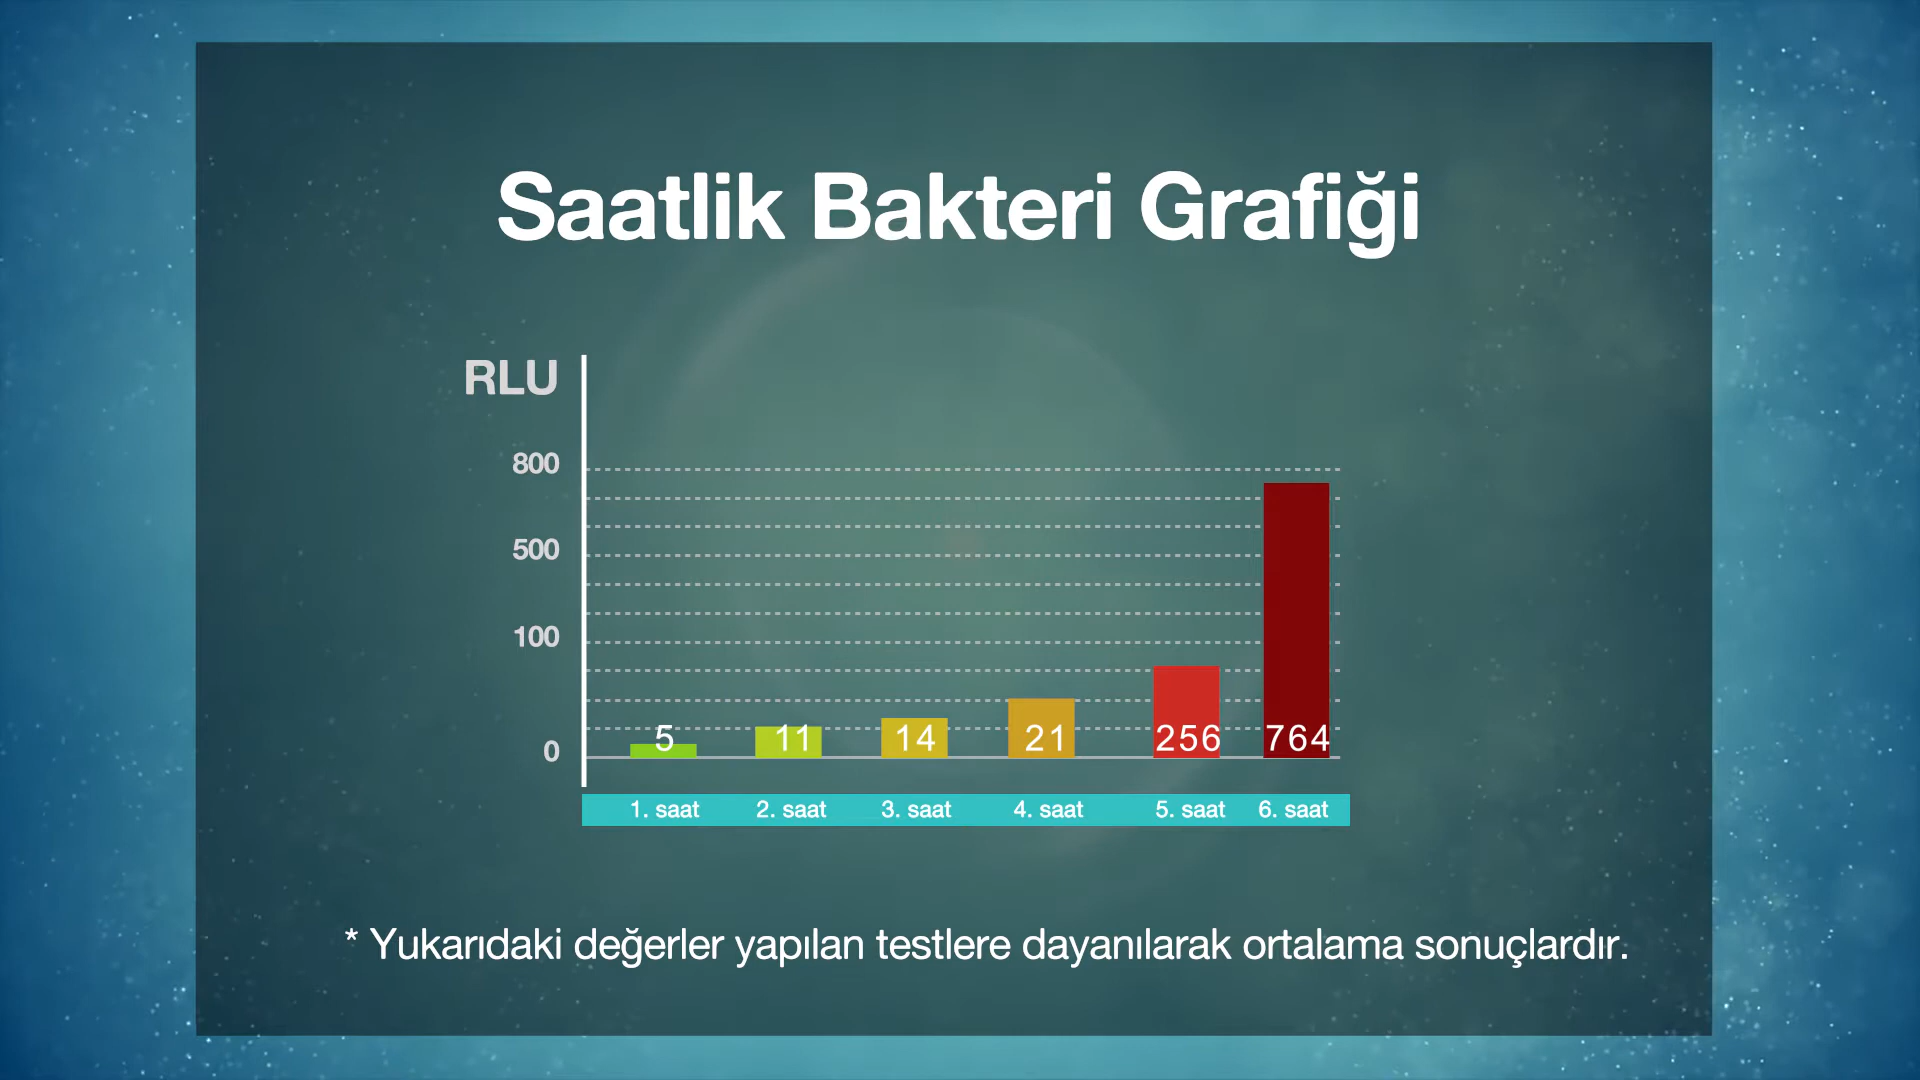 Saatlik Bakteri Grafiği
RLU
800
500
100
0
5 11 14 21 256 764
1. saat 2. saat 3. saat 4. saat 5. saat 6. saat
* Yukarıdaki değerler yapılan testlere dayanılarak ortalama sonuçlardır.